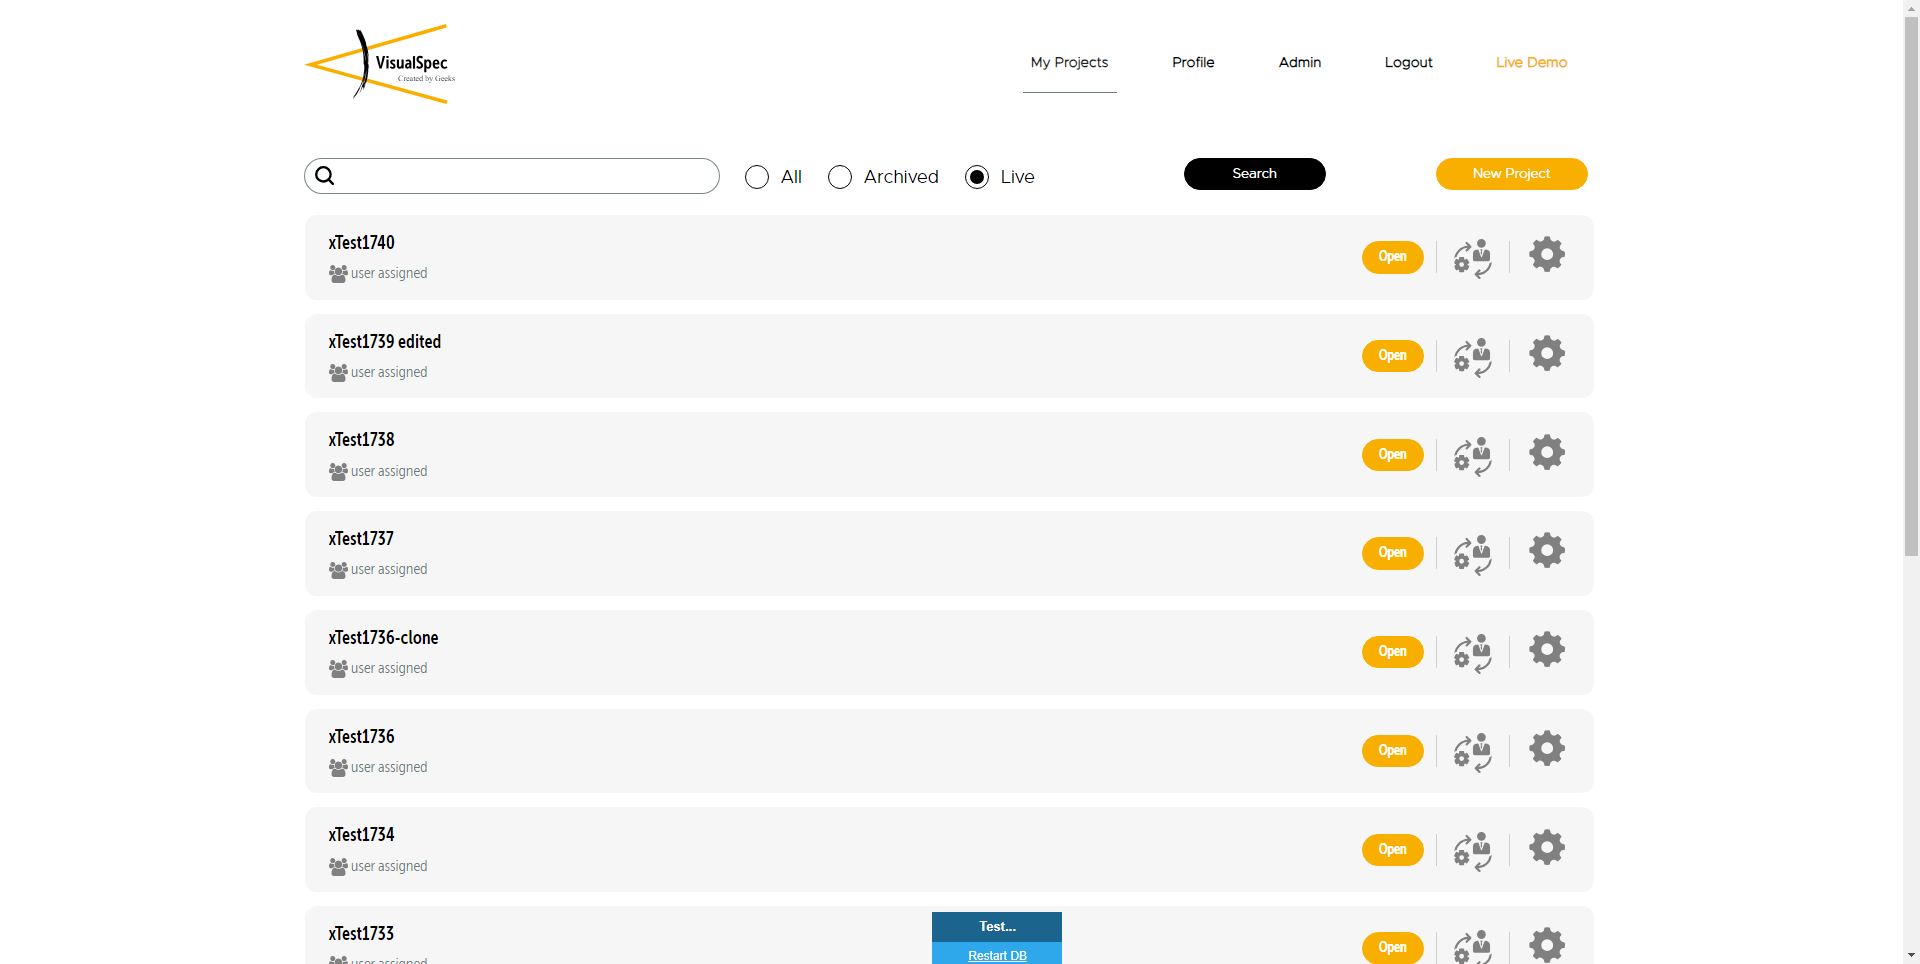 VisualSpec
Created by Geeks
My Projects
Profile
Admin
Logout
Live Demo
All
Archived
Live
Search
New Project
xTest1740
user assigned
Open
xTest1739 edited
user assigned
Open
xTest1738
user assigned
Open
xTest1737
user assigned
Open
xTest1736-clone
user assigned
Open
xTest1736
user assigned
Open
xTest1734
user assigned
Open
xTest1733
user assigned
Open
Test...
Restart DB